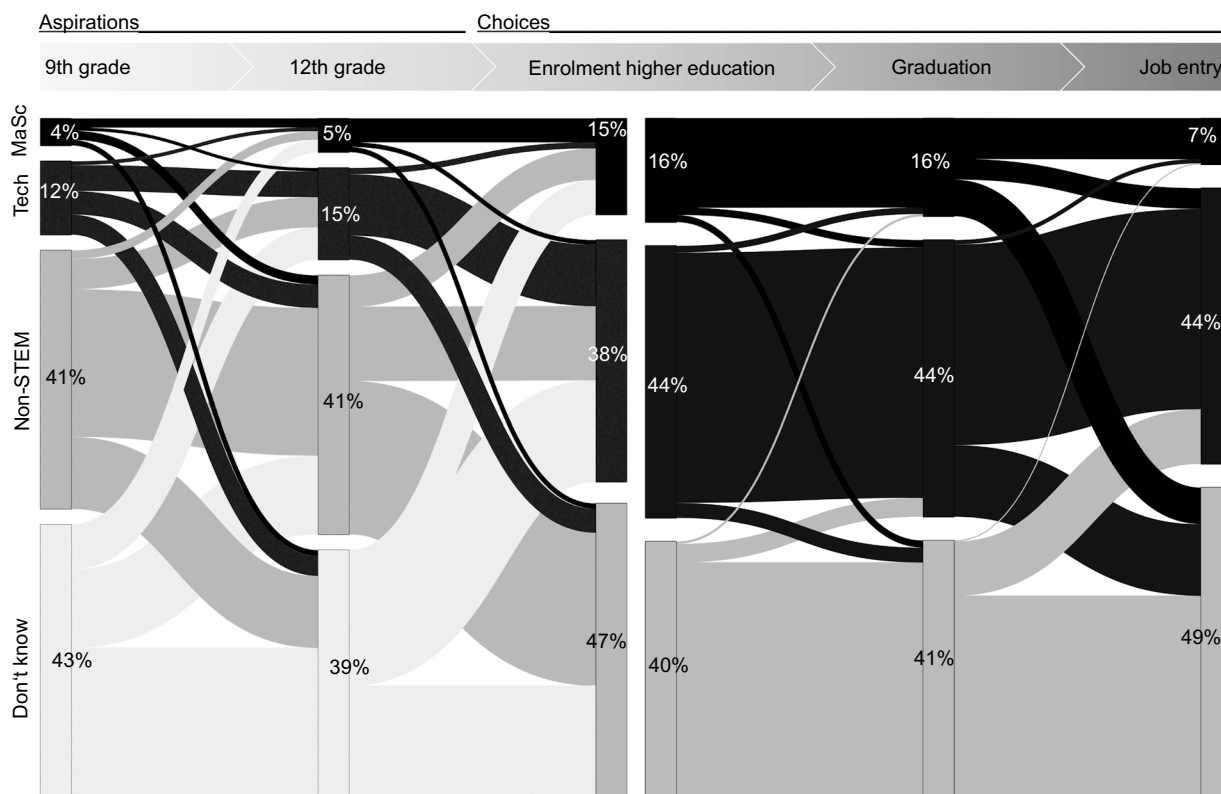 Aspirations
Choices
9th grade
12th grade
Enrolment higher education
Graduation
Job entry
MaSc
4%
5%
15%
16%
16%
7%
Tech
12%
15%
38%
44%
44%
44%
Non-STEM
41%
41%
47%
40%
41%
49%
Don't know
43%
39%